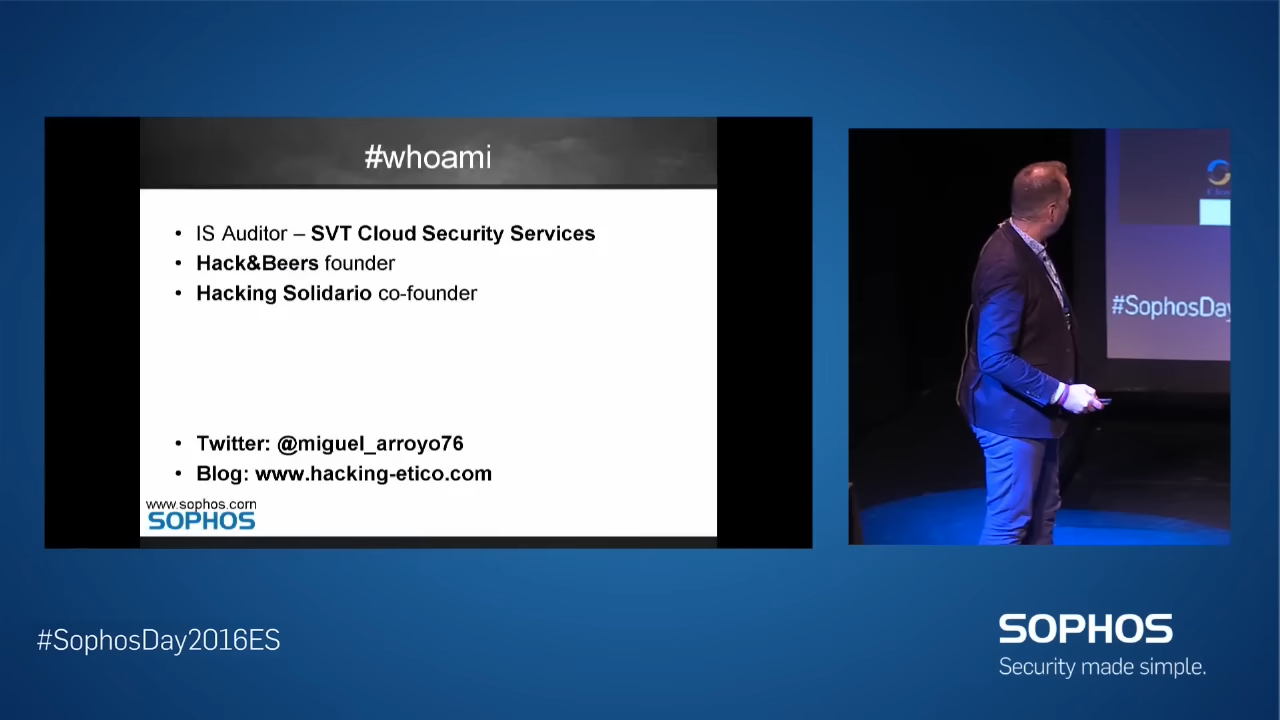 #whoami
• IS Auditor – SVT Cloud Security Services
• Hack&Beers founder
• Hacking Solidario co-founder
• Twitter: @miguel_arroyo76
• Blog: www.hacking-etico.com
www.sophos.com
SOPHOS
#SophosDay
#SophosDay2016ES
SOPHOS
Security made simple.